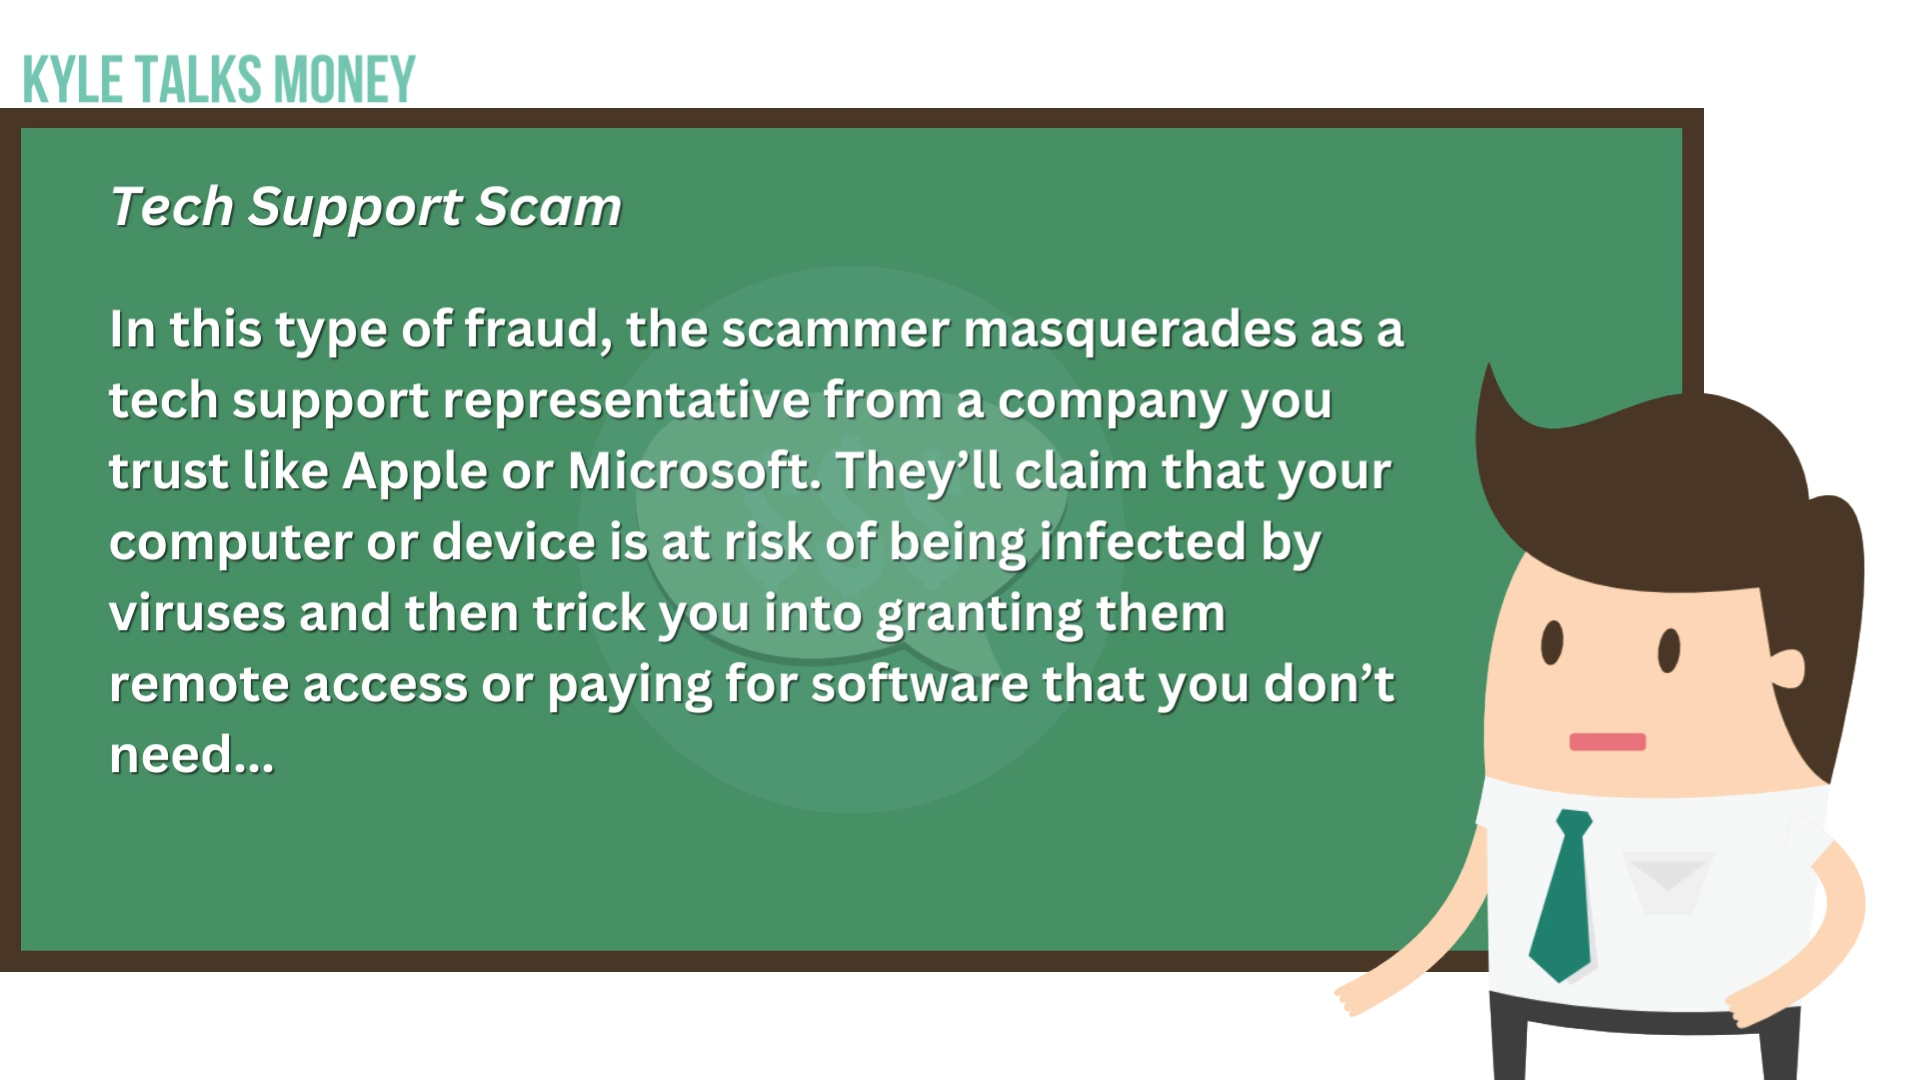 KYLE TALKS MONEY
Tech Support Scam
In this type of fraud, the scammer masquerades as a
tech support representative from a company you
trust like Apple or Microsoft. They’ll claim that your
computer or device is at risk of being infected by
viruses and then trick you into granting them
remote access or paying for software that you don’t
need...
$$$